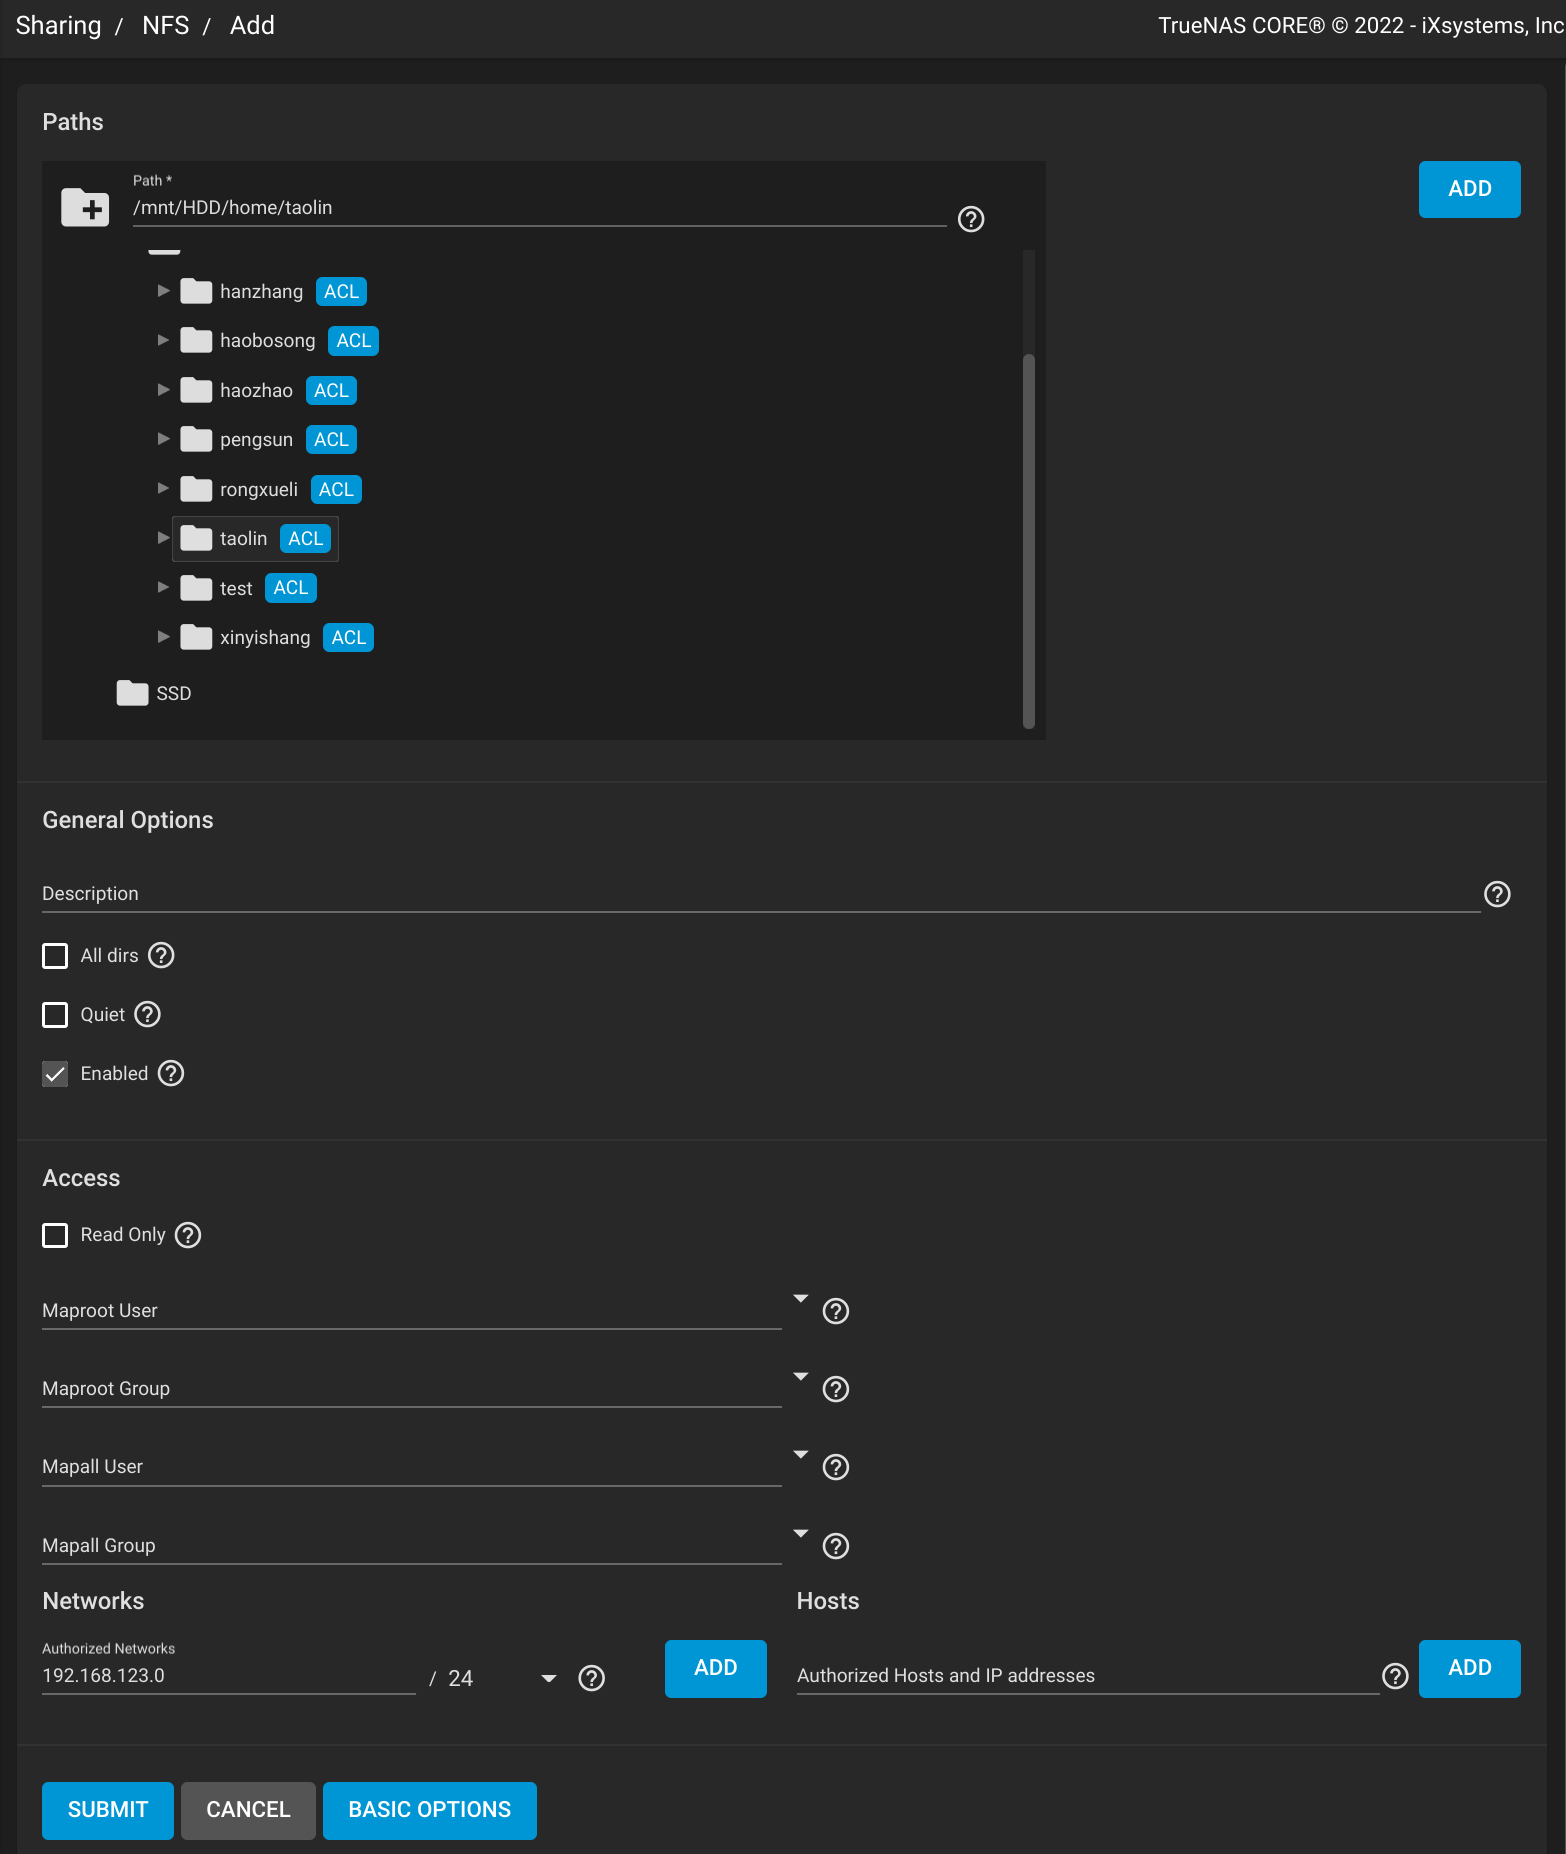 Sharing / NFS / Add
TrueNAS CORE® © 2022 - iXsystems, Inc
Paths
Path *
/mnt/HDD/home/taolin
ADD
hanzhang ACL
haobosong ACL
haozhao ACL
pengsun ACL
rongxueli ACL
taolin ACL
test ACL
xinyishang ACL
SSD
General Options
Description
All dirs
Quiet
Enabled
Access
Read Only
Maproot User
Maproot Group
Mapall User
Mapall Group
Networks
Authorized Networks
192.168.123.0 / 24
ADD
Hosts
Authorized Hosts and IP addresses
ADD
SUBMIT CANCEL BASIC OPTIONS